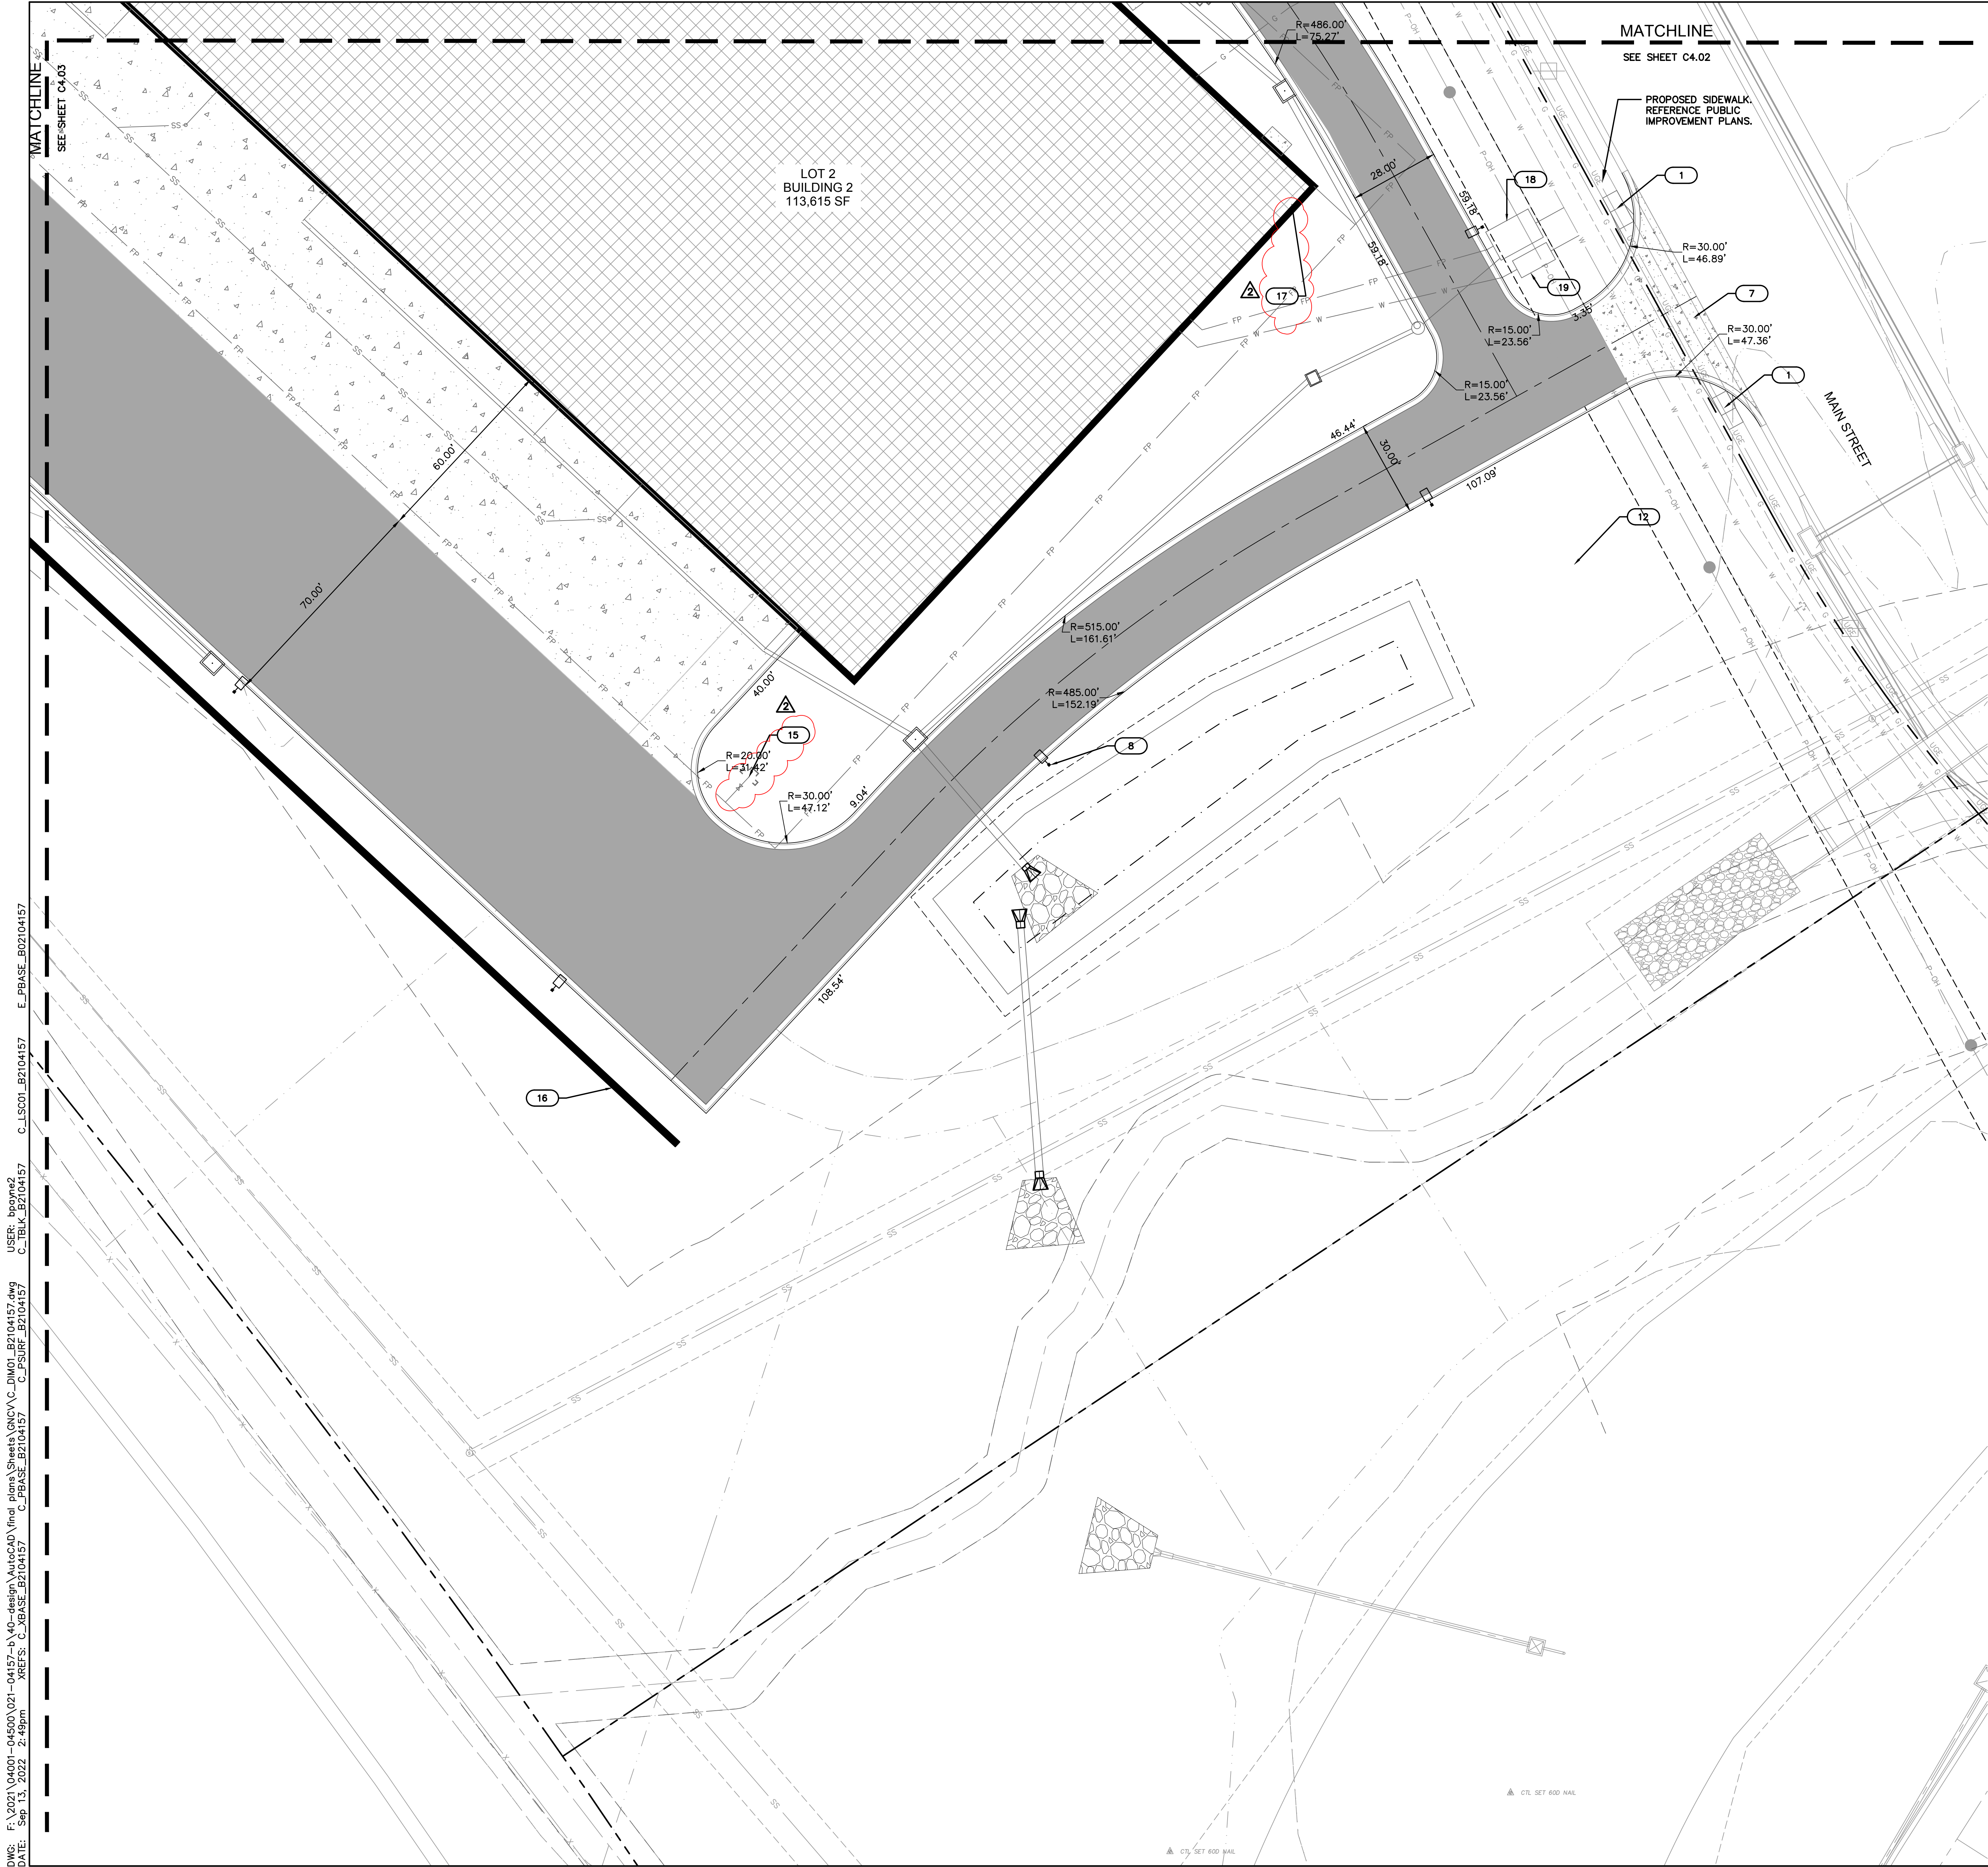 MATCHLINE
SEE SHEET C4.03
MATCHLINE
SEE SHEET C4.02
R=486.00'
L=75.27'
PROPOSED SIDEWALK.
REFERENCE PUBLIC
IMPROVEMENT PLANS.
LOT 2
BUILDING 2
113,615 SF
28.00'
59.18'
59.18'
18
1
R=30.00'
L=46.89'
19
7
2
17
3.35'
R=15.00'
L=23.56'
R=30.00'
L=47.36'
R=15.00'
L=23.56'
1
MAIN STREET
46.44'
30.00'
107.09'
12
60.00'
70.00'
R=515.00'
L=161.61'
R=485.00'
L=152.19'
40.00'
2
15
8
R=20.00'
L=31.42'
R=30.00'
L=47.12'
9.04'
108.54'
16
SS
FP
W
G
UGE
P-OH
X
CTL SET 60D NAIL
CTL SET 60D NAIL
DWG: F:\2021\04001-04500\021-04157-b\40-design\AutoCAD\final plans\Sheets\GNCV\C_DIM01_B2104157.dwg USER: bpayne2
DATE: Sep 13, 2022 2:49pm XREFS: C_XBASE_B2104157 C_PBASE_B2104157 C_PSURF_B2104157 C_TBLK_B2104157 C_LSC01_B2104157 E_PBASE_B02104157